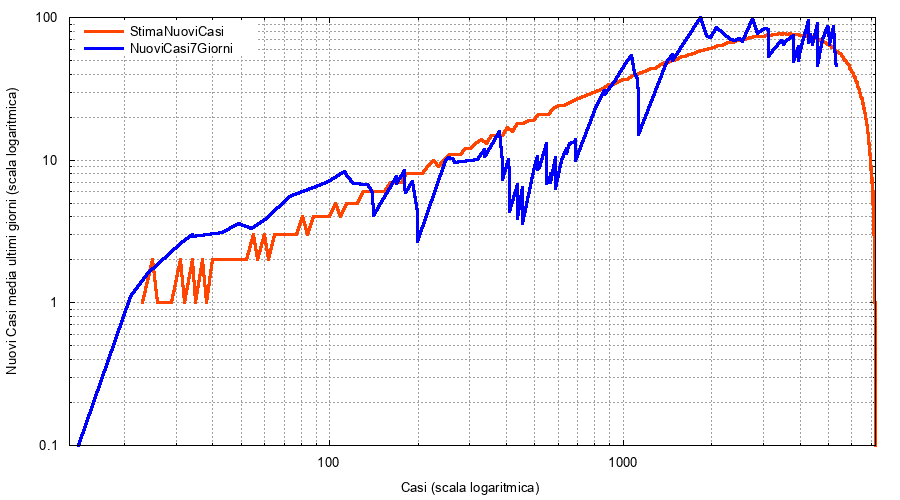 100
10
1
0.1
100
1000
StimaNuoviCasi
NuoviCasi7Giorni
Nuovi Casi media ultimi giorni (scala logaritmica)
Casi (scala logaritmica)